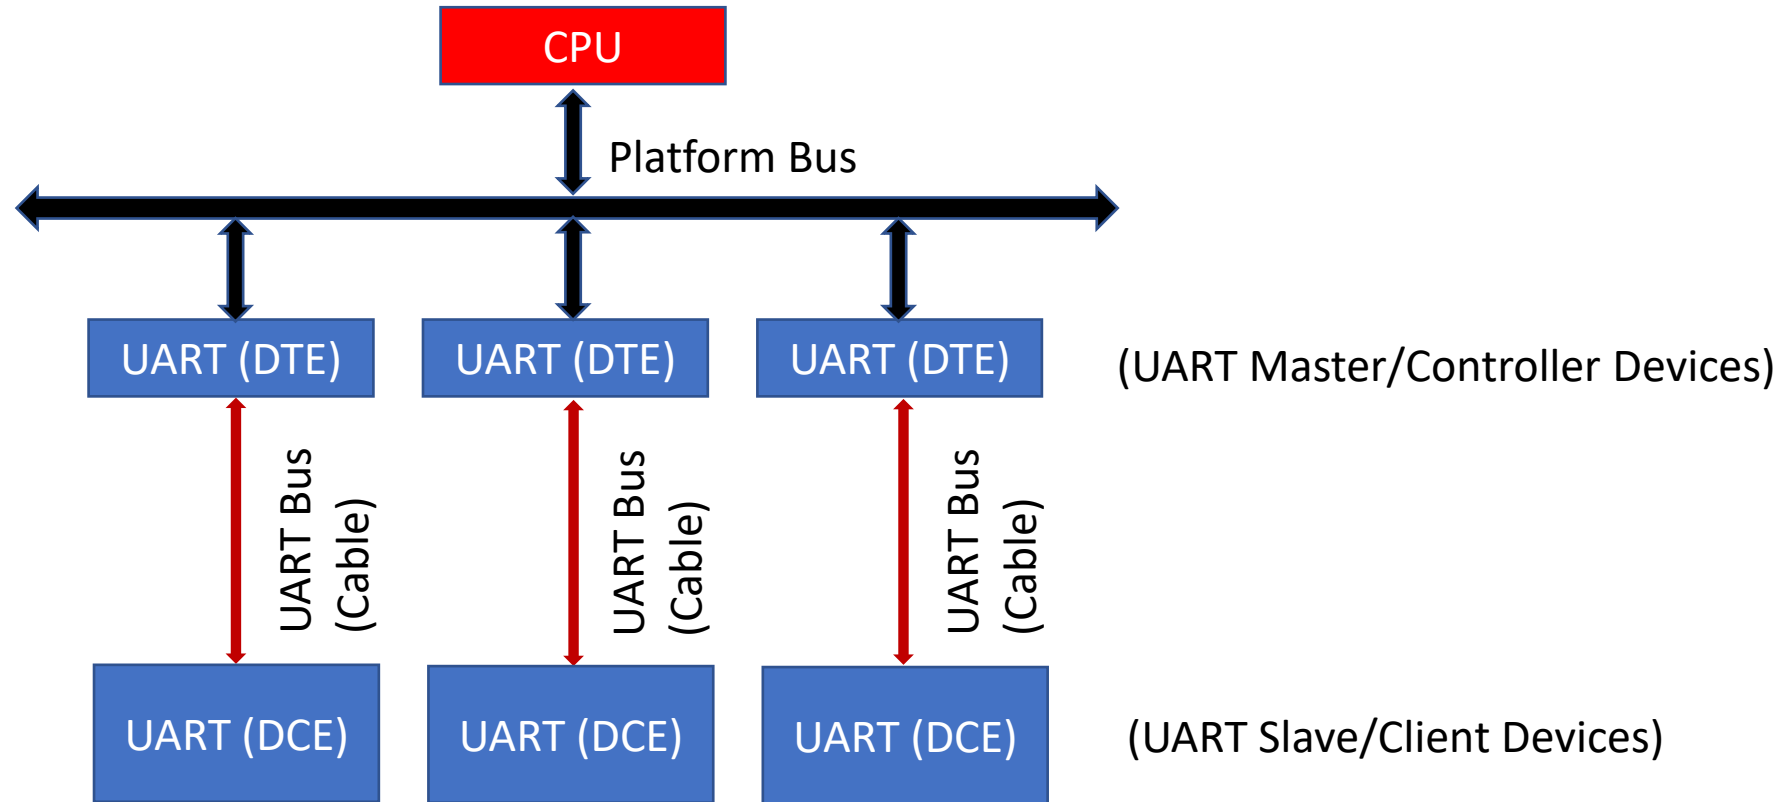 CPU
Platform Bus
UART (DTE)
UART (DTE)
UART (DTE)
(UART Master/Controller Devices)
UART Bus
(Cable)
UART Bus
(Cable)
UART Bus
(Cable)
UART (DCE)
UART (DCE)
UART (DCE)
(UART Slave/Client Devices)